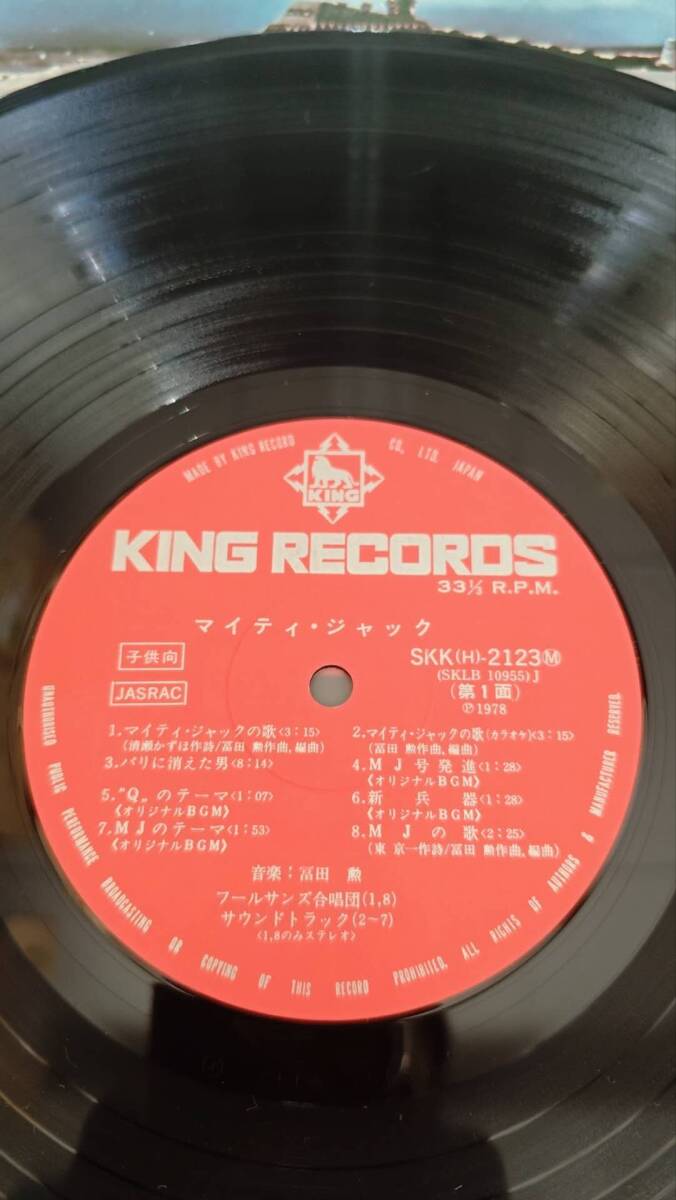 MADE BY KING RECORD CO., LTD. JAPAN
KING
KING RECORDS
33⅓ R.P.M.
マイティ・ジャック
子供向
SKK(H)-2123Ⓜ
(SKLB 10955)J
JASRAC
(第1面)
Ⓟ1978
1.マイティ・ジャックの歌<3:15>
(清瀬かずほ作詩/冨田 勲作曲,編曲)
2.マイティ・ジャックの歌(カラオケ)<3:15>
(冨田 勲作曲,編曲)
3.パリに消えた男<8:14>
4.MJ号発進<1:28>
《オリジナルBGM》
5.〝Q〟のテーマ<1:07>
《オリジナルBGM》
6.新兵器<1:28>
《オリジナルBGM》
7.MJのテーマ<1:53>
《オリジナルBGM》
8.MJの歌<2:25>
(東 京一作詩/冨田 勲作曲,編曲)
音楽:冨田 勲
フールサンズ合唱団(1,8)
サウンドトラック(2~7)
<1,8のみステレオ>
UNAUTHORISED PUBLIC PERFORMANCE BROADCASTING OR COPYING OF THIS RECORD PROHIBITED. ALL RIGHTS OF AUTHORS & MANUFACTURER RESERVED.